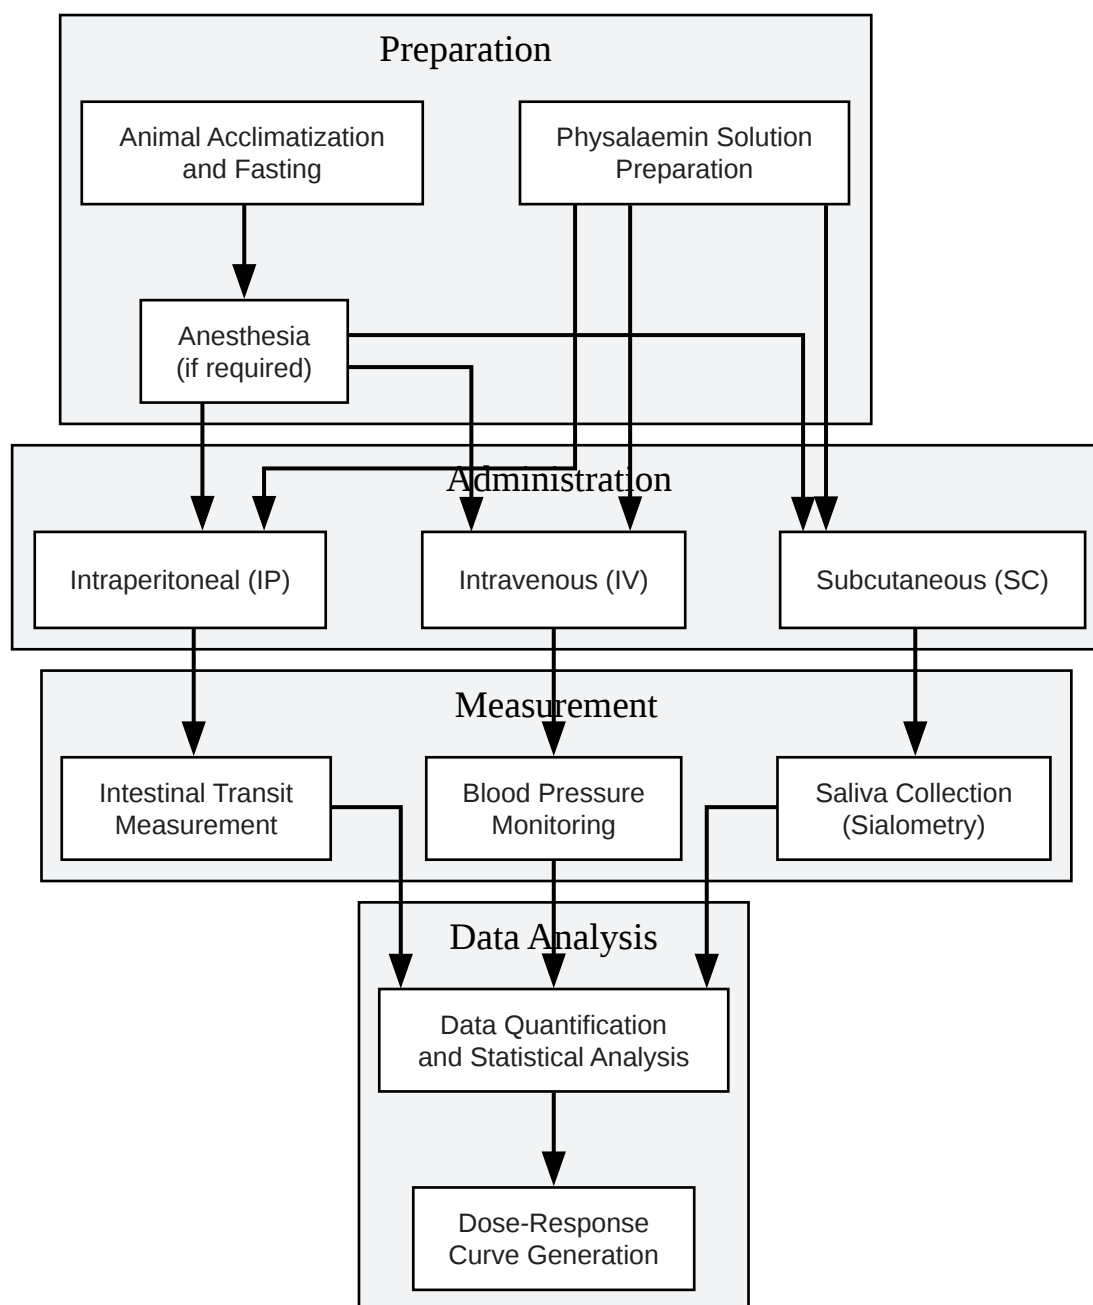 Preparation
Animal Acclimatization
and Fasting
Physalaemin Solution
Preparation
Anesthesia
(if required)
Administration
Intraperitoneal (IP)
Intravenous (IV)
Subcutaneous (SC)
Measurement
Intestinal Transit
Measurement
Blood Pressure
Monitoring
Saliva Collection
(Sialometry)
Data Analysis
Data Quantification
and Statistical Analysis
Dose-Response
Curve Generation